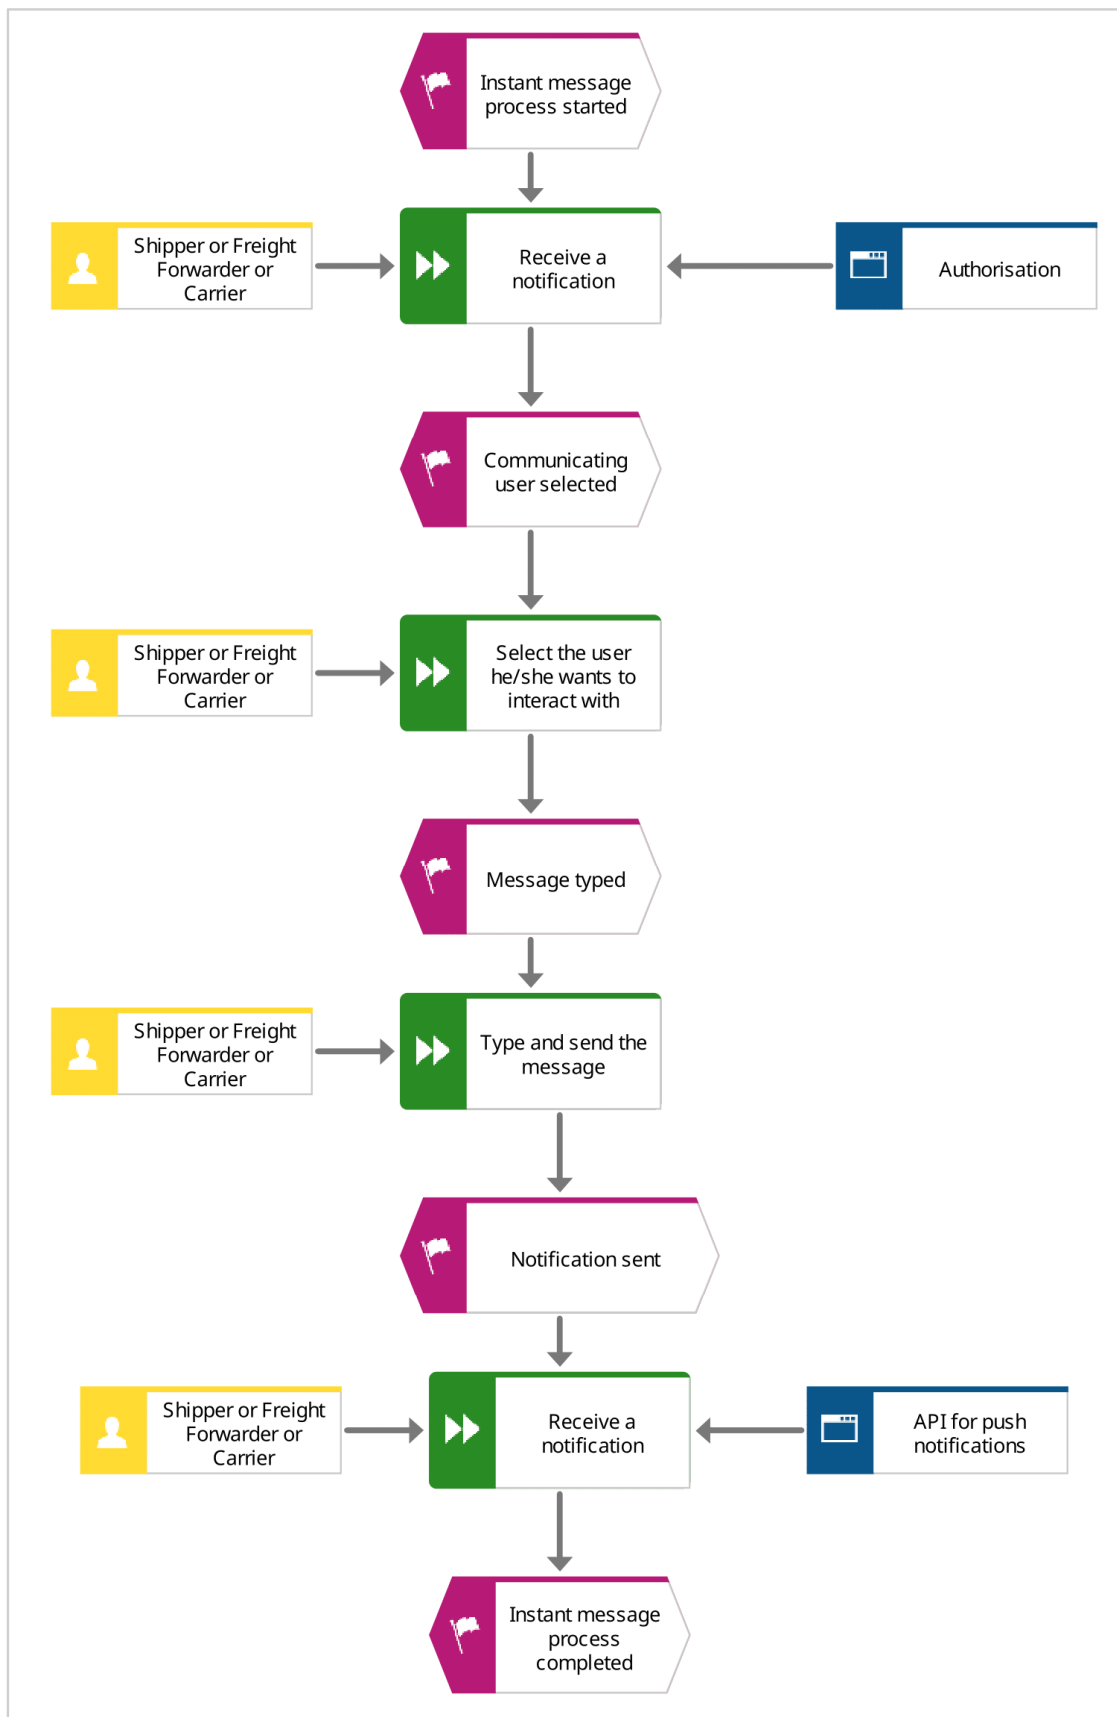 Instant message
process started
Shipper or Freight
Forwarder or
Carrier
Receive a
notification
Authorisation
Communicating
user selected
Shipper or Freight
Forwarder or
Carrier
Select the user
he/she wants to
interact with
Message typed
Shipper or Freight
Forwarder or
Carrier
Type and send the
message
Notification sent
Shipper or Freight
Forwarder or
Carrier
Receive a
notification
API for push
notifications
Instant message
process
completed